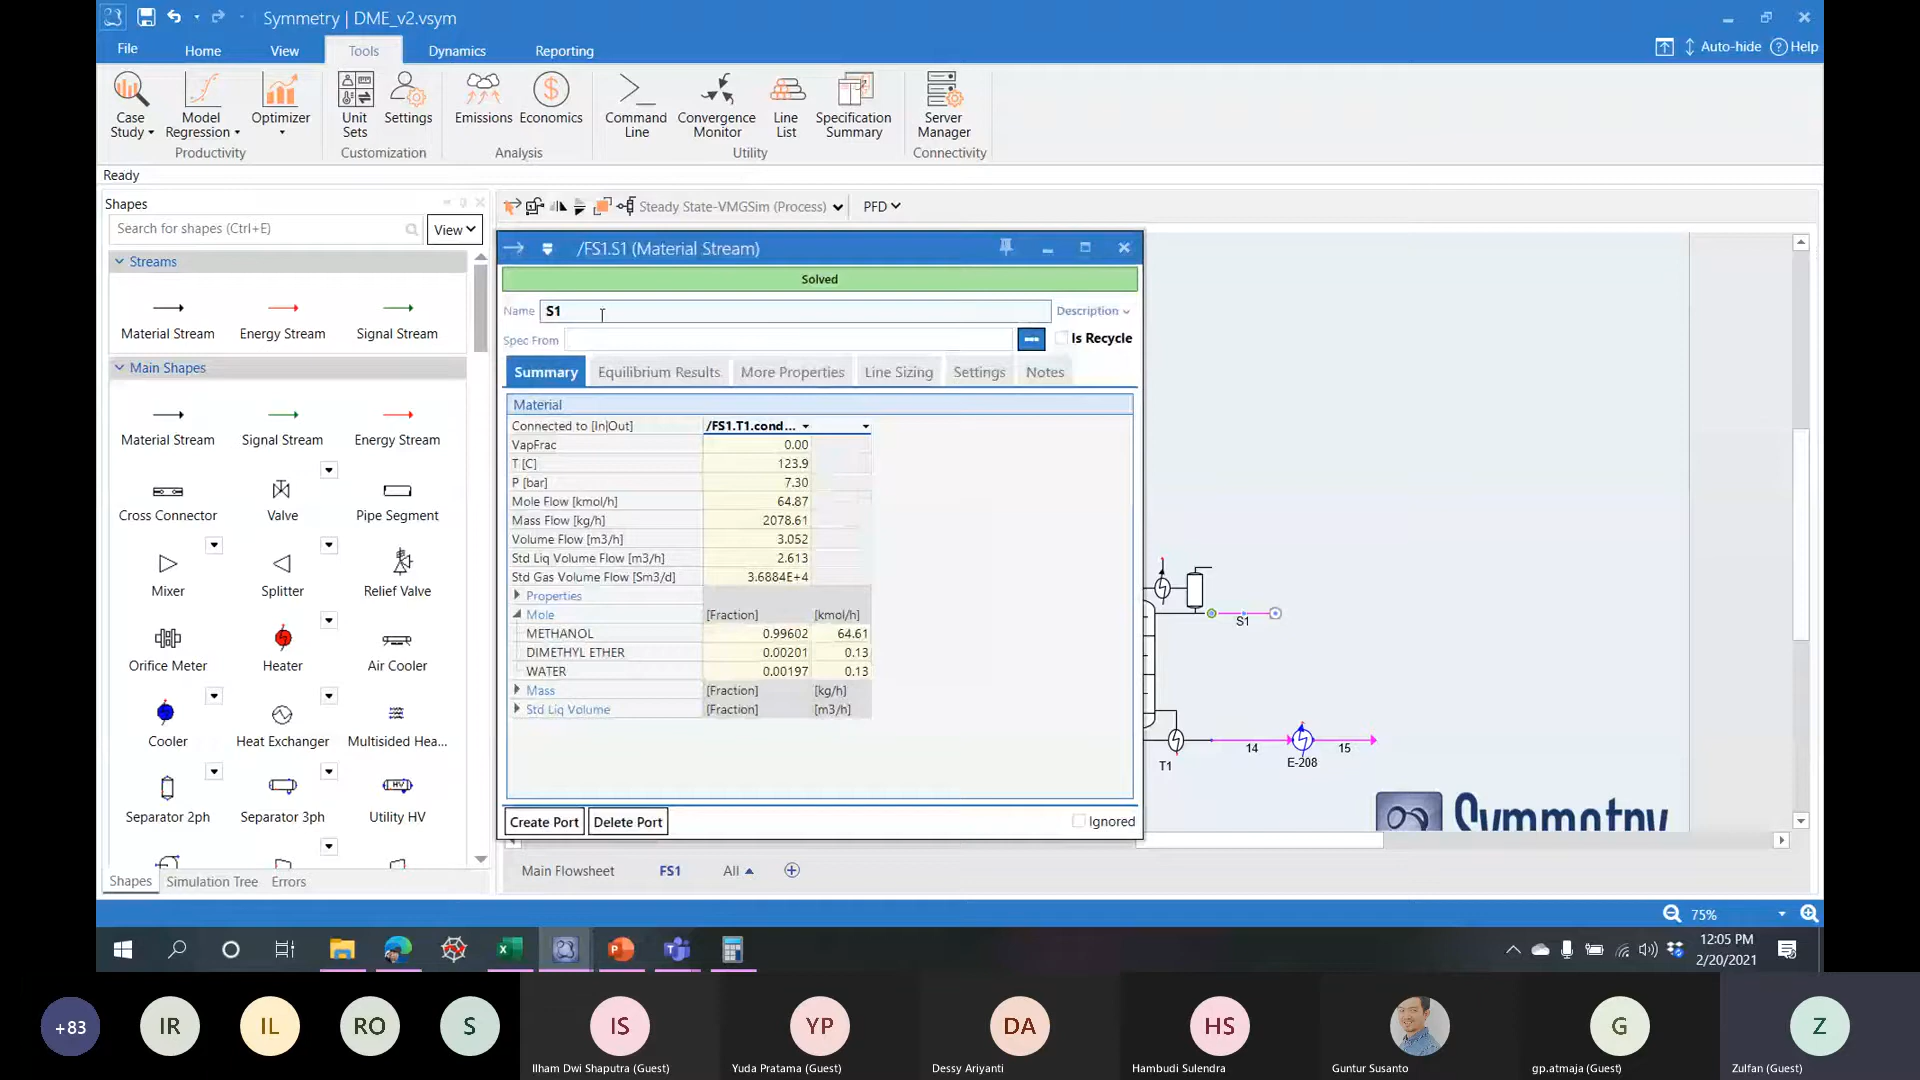 Symmetry | DME_v2.vsym
File
Home
View
Tools
Dynamics
Reporting
Auto-hide
Help
Case Study
Model Regression
Optimizer
Productivity
Unit Sets
Settings
Customization
Emissions
Economics
Analysis
Command Line
Convergence Monitor
Line List
Specification Summary
Utility
Server Manager
Connectivity
Ready
Shapes
Search for shapes (Ctrl+E)
View
Streams
Material Stream
Energy Stream
Signal Stream
Main Shapes
Material Stream
Signal Stream
Energy Stream
Cross Connector
Valve
Pipe Segment
Mixer
Splitter
Relief Valve
Orifice Meter
Heater
Air Cooler
Cooler
Heat Exchanger
Multisided Hea...
Separator 2ph
Separator 3ph
HV
Utility HV
Shapes
Simulation Tree
Errors
Steady State-VMGSim (Process)
PFD
/FS1.S1 (Material Stream)
Solved
Name
S1
Description
Spec From
Is Recycle
Summary
Equilibrium Results
More Properties
Line Sizing
Settings
Notes
Material
Connected to [In|Out] /FS1.T1.cond...
VapFrac 0.00
T [C] 123.9
P [bar] 7.30
Mole Flow [kmol/h] 64.87
Mass Flow [kg/h] 2078.61
Volume Flow [m3/h] 3.052
Std Liq Volume Flow [m3/h] 2.613
Std Gas Volume Flow [Sm3/d] 3.6884E+4
Properties
Mole [Fraction] [kmol/h]
METHANOL 0.99602 64.61
DIMETHYL ETHER 0.00201 0.13
WATER 0.00197 0.13
Mass [Fraction] [kg/h]
Std Liq Volume [Fraction] [m3/h]
Create Port
Delete Port
Ignored
S1
14
15
T1
E-208
Symmetry
Main Flowsheet
FS1
All
75%
12:05 PM
2/20/2021
+83
IR
IL
RO
S
IS
YP
DA
HS
G
Z
Ilham Dwi Shaputra (Guest)
Yuda Pratama (Guest)
Dessy Ariyanti
Hambudi Sulendra
Guntur Susanto
gp.atmaja (Guest)
Zulfan (Guest)